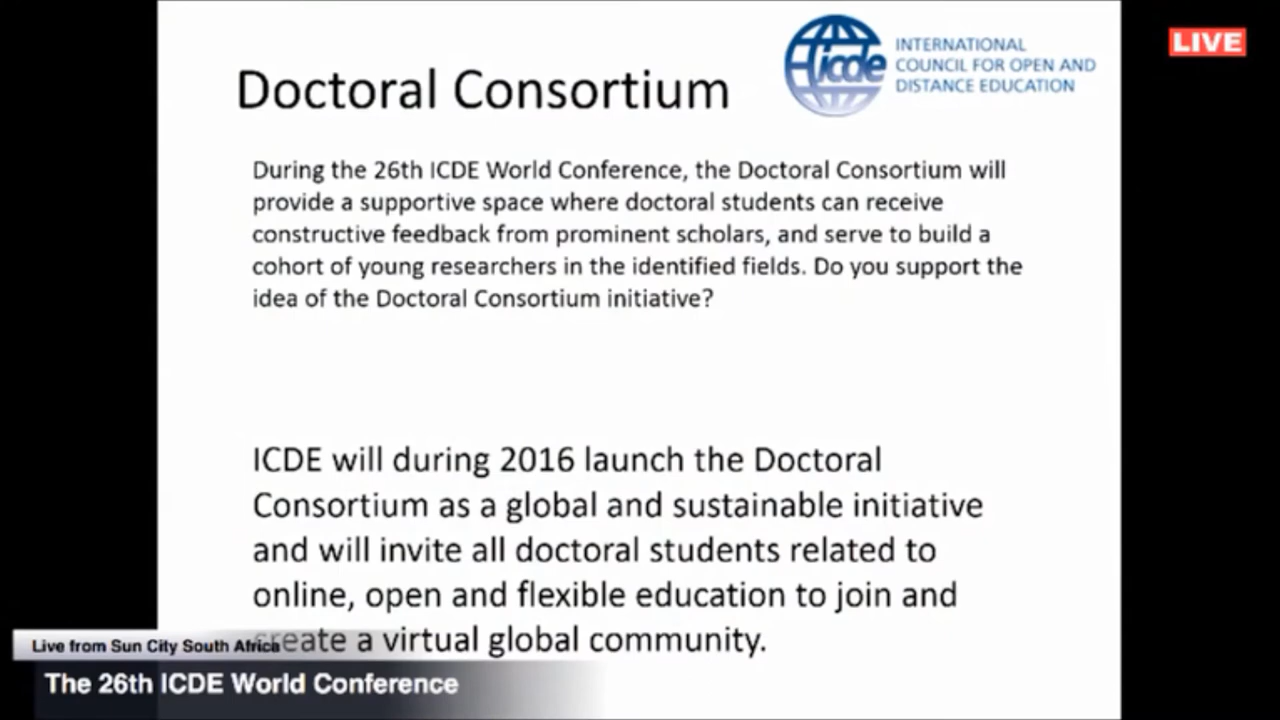 LIVE
icde
INTERNATIONAL
COUNCIL FOR OPEN AND
DISTANCE EDUCATION
Doctoral Consortium
During the 26th ICDE World Conference, the Doctoral Consortium will
provide a supportive space where doctoral students can receive
constructive feedback from prominent scholars, and serve to build a
cohort of young researchers in the identified fields. Do you support the
idea of the Doctoral Consortium initiative?
ICDE will during 2016 launch the Doctoral
Consortium as a global and sustainable initiative
and will invite all doctoral students related to
online, open and flexible education to join and
create a virtual global community.
Live from Sun City South Africa
The 26th ICDE World Conference